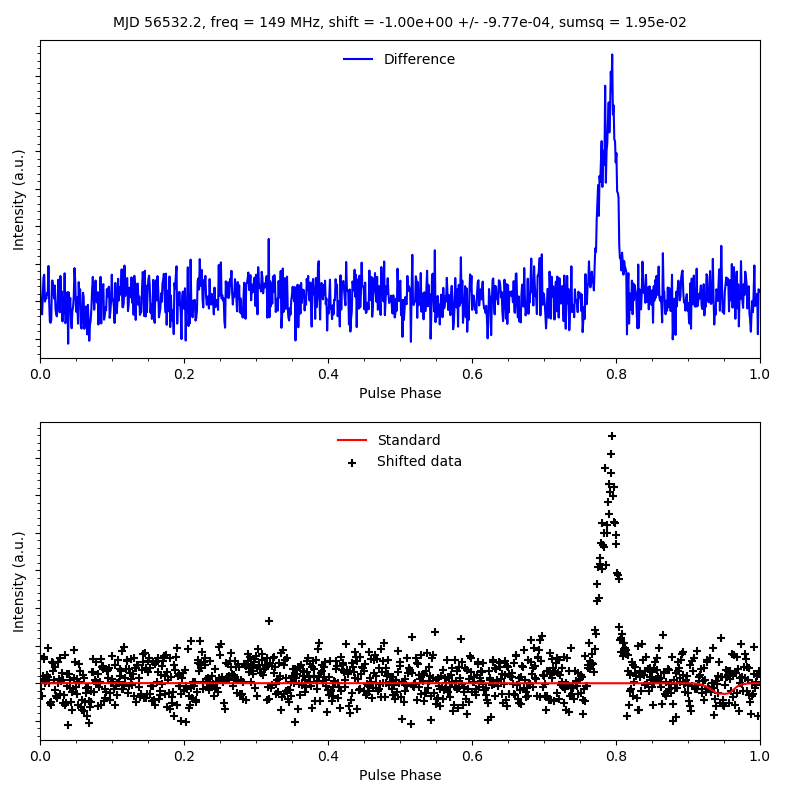 MJD 56532.2, freq = 149 MHz, shift = -1.00e+00 +/- -9.77e-04, sumsq = 1.95e-02
Difference
Intensity (a.u.)
0.0 0.2 0.4 0.6 0.8 1.0
Pulse Phase
Standard
Shifted data
Intensity (a.u.)
0.0 0.2 0.4 0.6 0.8 1.0
Pulse Phase